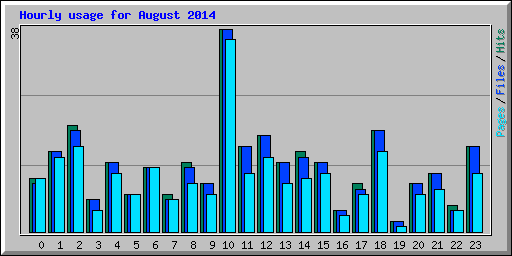 Hourly usage for August 2014
38
Pages/Files/Hits
0 1 2 3 4 5 6 7 8 9 10 11 12 13 14 15 16 17 18 19 20 21 22 23